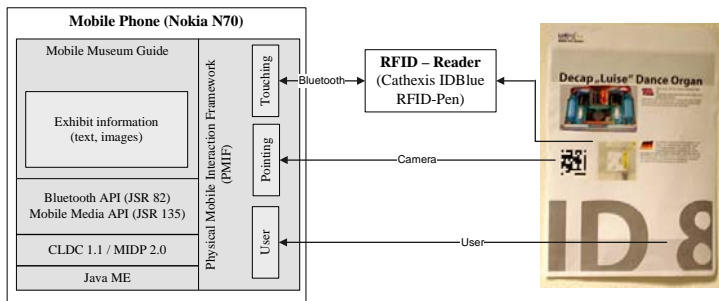 Mobile Phone (Nokia N70)
Mobile Museum Guide
Exhibit information
(text, images)
Bluetooth API (JSR 82)
Mobile Media API (JSR 135)
CLDC 1.1 / MIDP 2.0
Java ME
Physical Mobile Interaction Framework
(PMIF)
Touching
Pointing
User
Bluetooth
Camera
User
RFID – Reader
(Cathexis IDBlue
RFID-Pen)
Decap „Luise" Dance Organ
ID 8